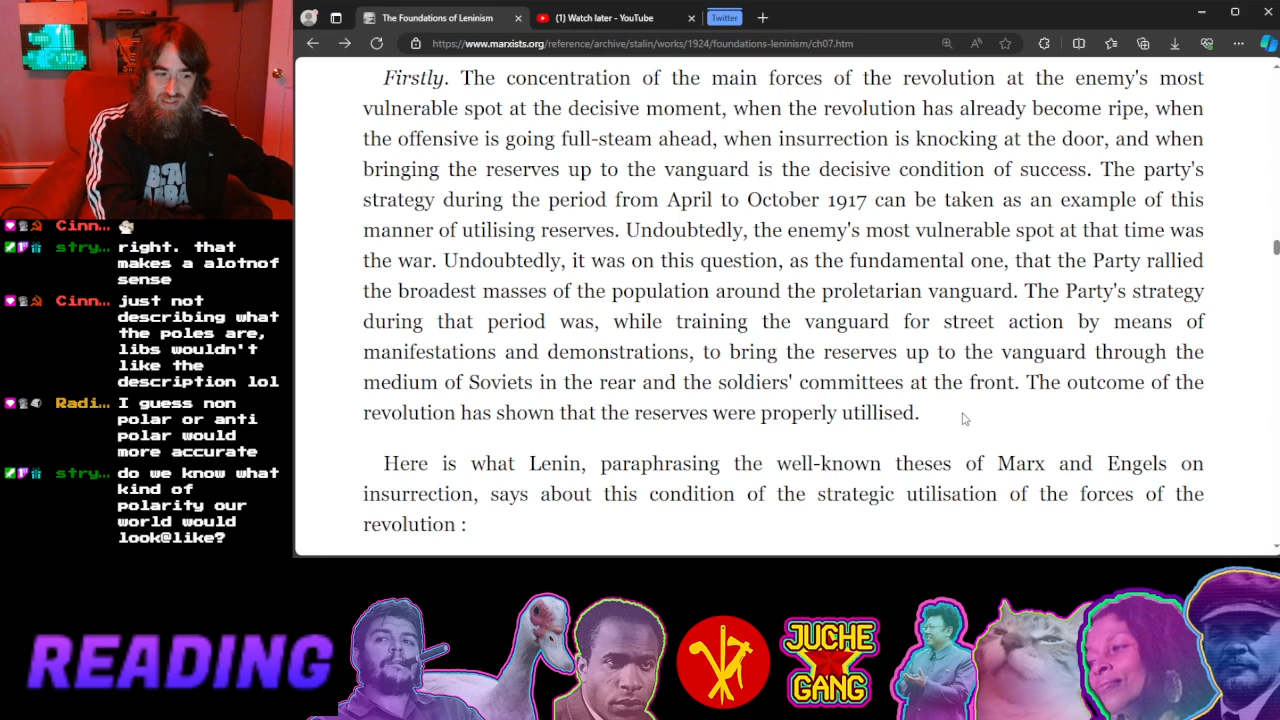 The Foundations of Leninism
(1) Watch later - YouTube
Twitter
https://www.marxists.org/reference/archive/stalin/works/1924/foundations-leninism/ch07.htm
Firstly. The concentration of the main forces of the revolution at the enemy's most
vulnerable spot at the decisive moment, when the revolution has already become ripe, when
the offensive is going full-steam ahead, when insurrection is knocking at the door, and when
bringing the reserves up to the vanguard is the decisive condition of success. The party's
strategy during the period from April to October 1917 can be taken as an example of this
manner of utilising reserves. Undoubtedly, the enemy's most vulnerable spot at that time was
the war. Undoubtedly, it was on this question, as the fundamental one, that the Party rallied
the broadest masses of the population around the proletarian vanguard. The Party's strategy
during that period was, while training the vanguard for street action by means of
manifestations and demonstrations, to bring the reserves up to the vanguard through the
medium of Soviets in the rear and the soldiers' committees at the front. The outcome of the
revolution has shown that the reserves were properly utillised.
Here is what Lenin, paraphrasing the well-known theses of Marx and Engels on
insurrection, says about this condition of the strategic utilisation of the forces of the
revolution :
Cinn...
stry... right. that
makes a alotnof
sense
Cinn... just not
describing what
the poles are,
libs wouldn't
like the
description lol
Radi... I guess non
polar or anti
polar would
more accurate
stry... do we know what
kind of
polarity our
world would
look@like?
READING
JUCHE
GANG